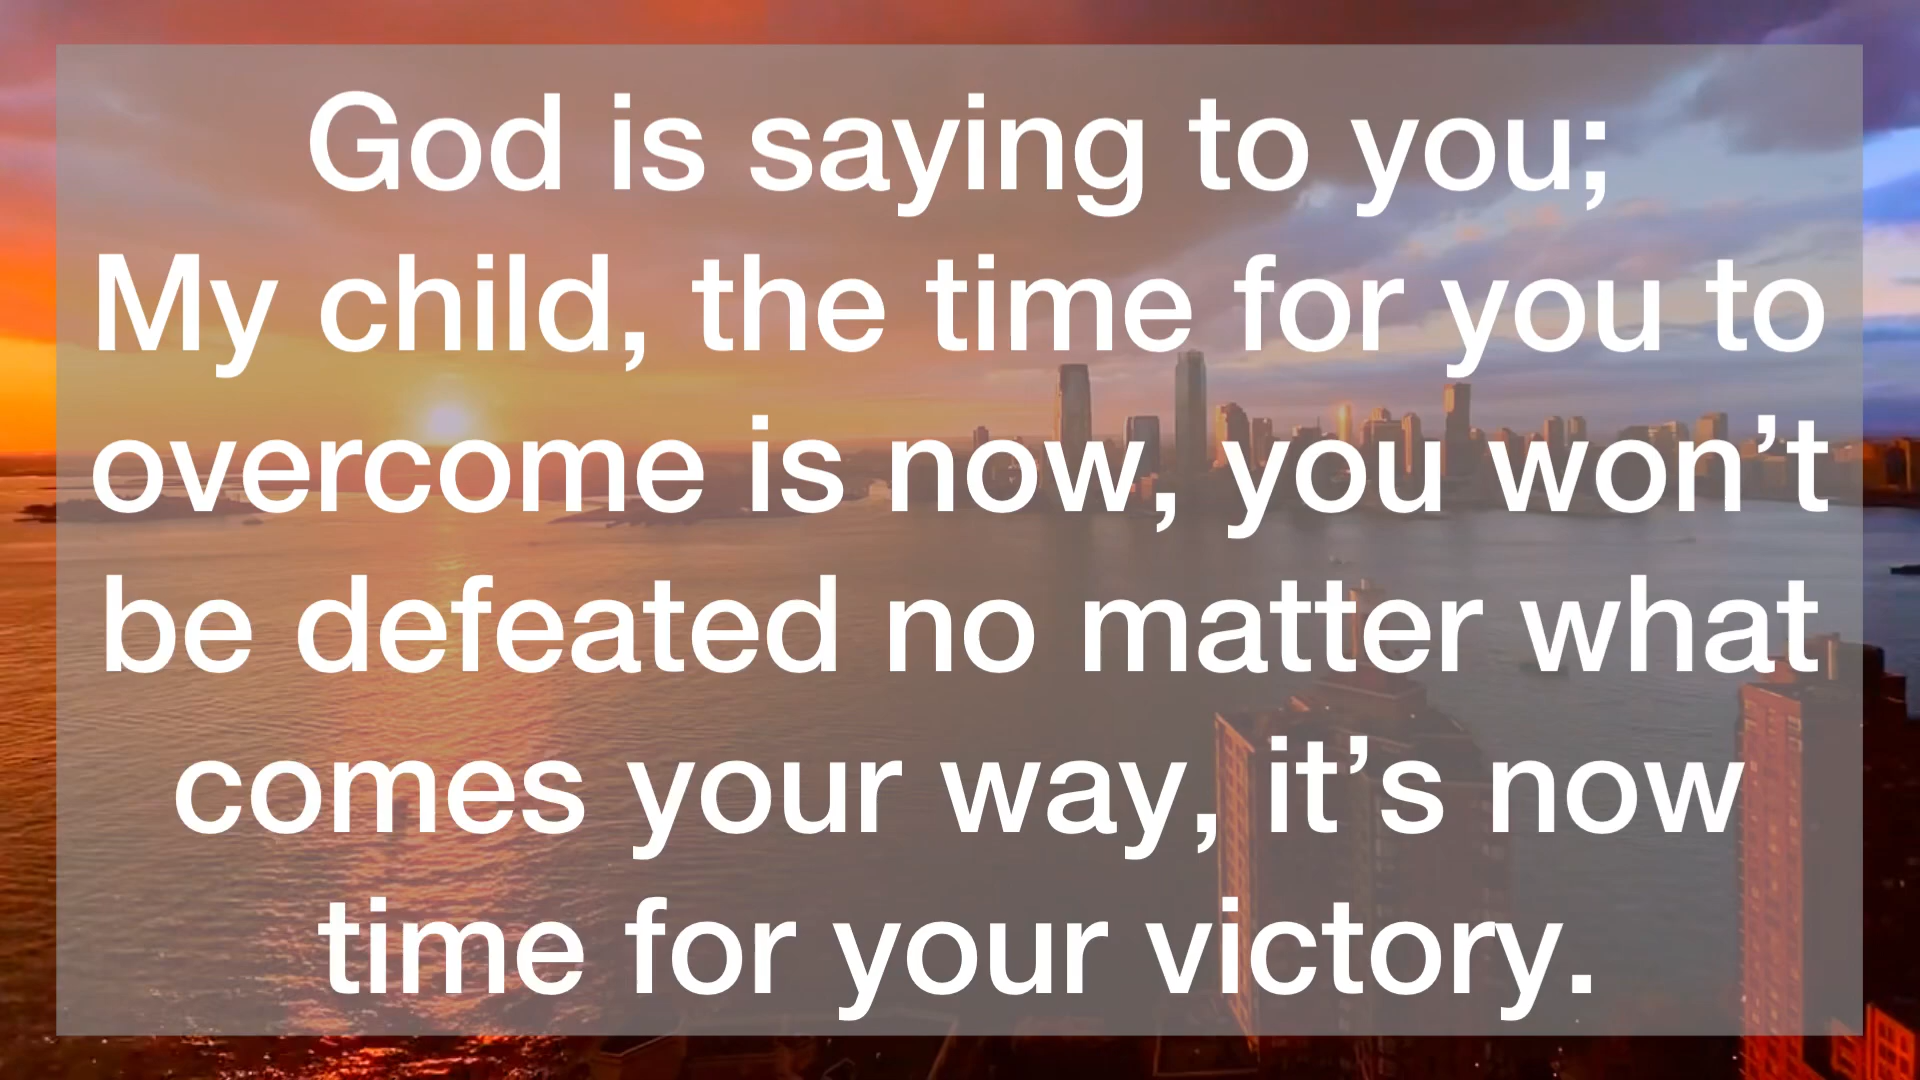 God is saying to you;
My child, the time for you to
overcome is now, you won’t
be defeated no matter what
comes your way, it’s now
time for your victory.